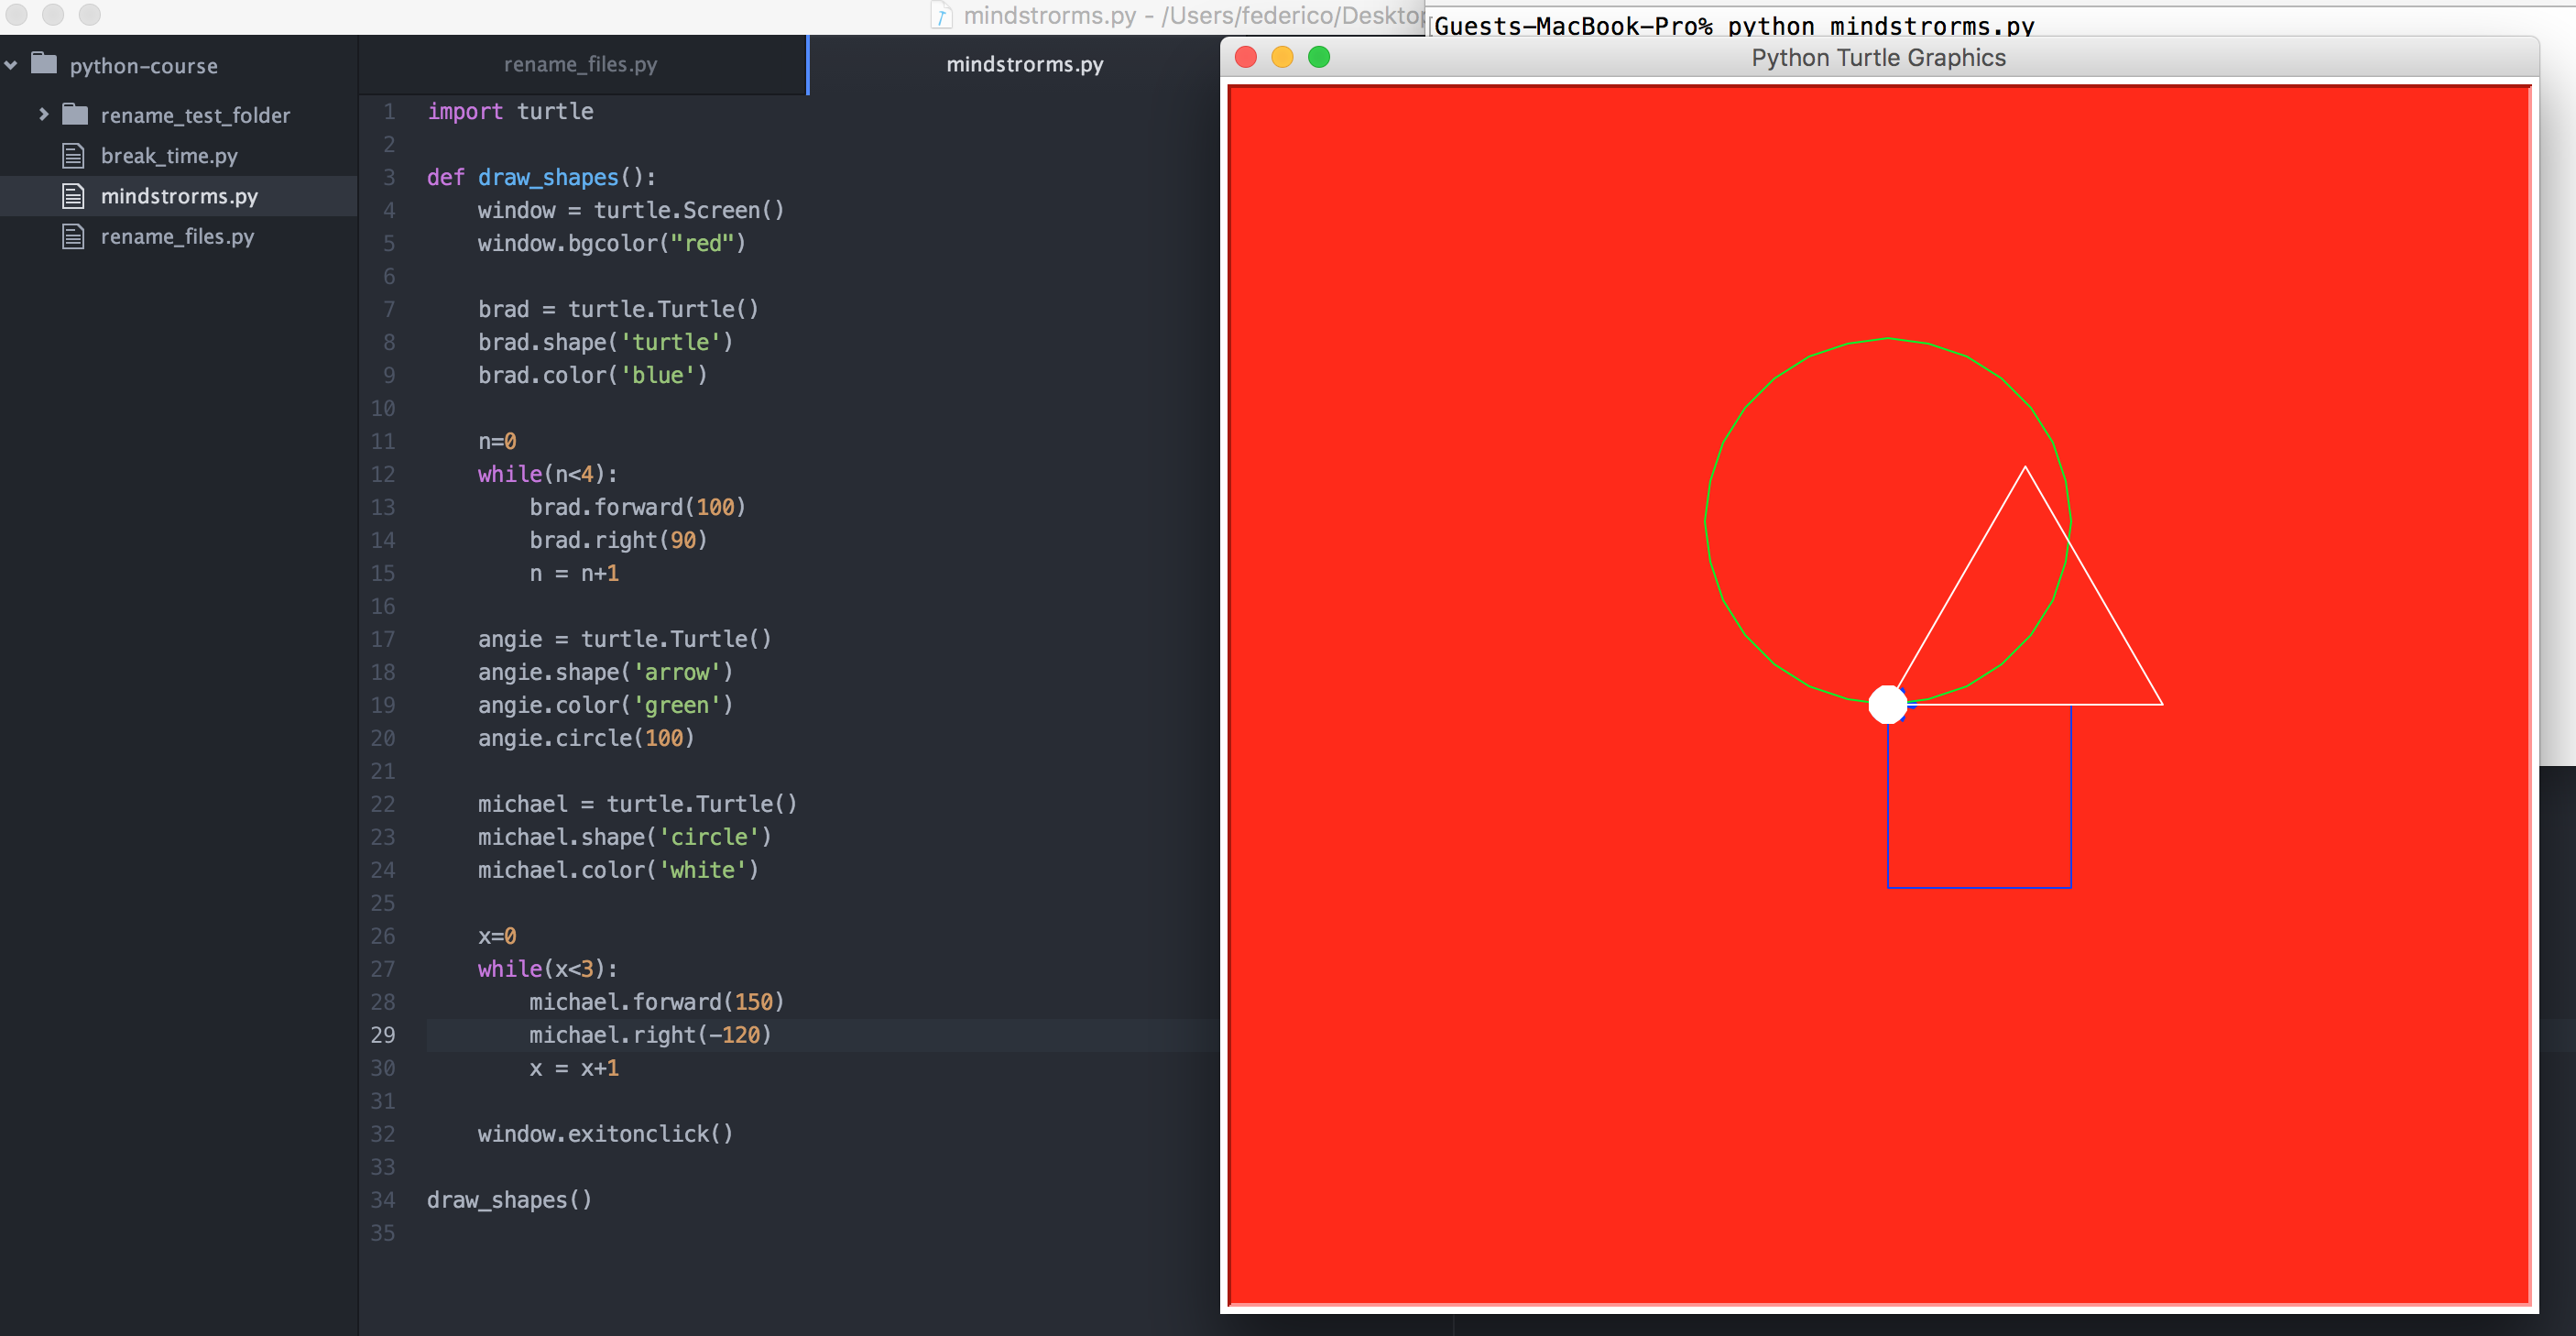 mindstrorms.py - /Users/federico/Desktop
Guests-MacBook-Pro% python mindstrorms.py
python-course
rename_test_folder
break_time.py
mindstrorms.py
rename_files.py
rename_files.py
mindstrorms.py
1 import turtle
2
3 def draw_shapes():
4 window = turtle.Screen()
5 window.bgcolor("red")
6
7 brad = turtle.Turtle()
8 brad.shape('turtle')
9 brad.color('blue')
10
11 n=0
12 while(n<4):
13 brad.forward(100)
14 brad.right(90)
15 n = n+1
16
17 angie = turtle.Turtle()
18 angie.shape('arrow')
19 angie.color('green')
20 angie.circle(100)
21
22 michael = turtle.Turtle()
23 michael.shape('circle')
24 michael.color('white')
25
26 x=0
27 while(x<3):
28 michael.forward(150)
29 michael.right(-120)
30 x = x+1
31
32 window.exitonclick()
33
34 draw_shapes()
35
Python Turtle Graphics